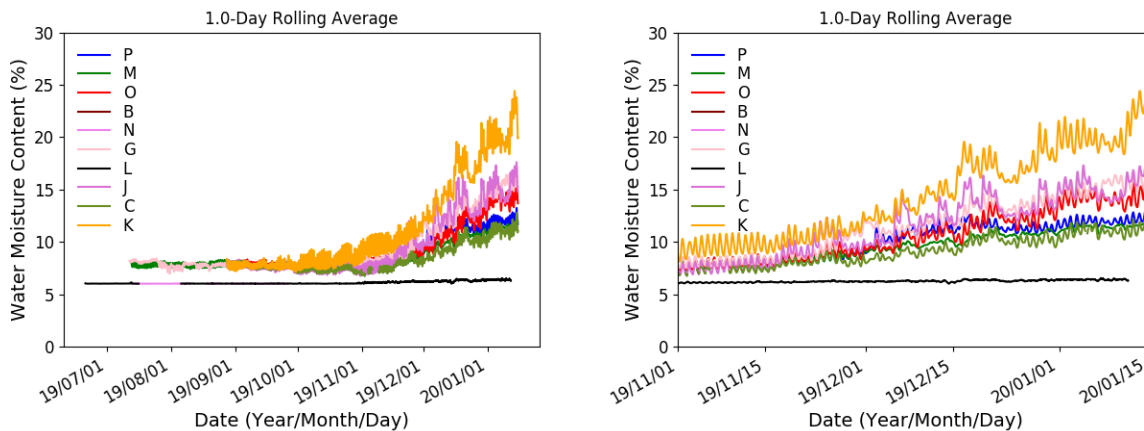 1.0-Day Rolling Average
30
25
20
15
10
5
0
Water Moisture Content (%)
P
M
O
B
N
G
L
J
C
K
19/07/01
19/08/01
19/09/01
19/10/01
19/11/01
19/12/01
20/01/01
Date (Year/Month/Day)
1.0-Day Rolling Average
30
25
20
15
10
5
0
Water Moisture Content (%)
P
M
O
B
N
G
L
J
C
K
19/11/01
19/11/15
19/12/01
19/12/15
20/01/01
20/01/15
Date (Year/Month/Day)